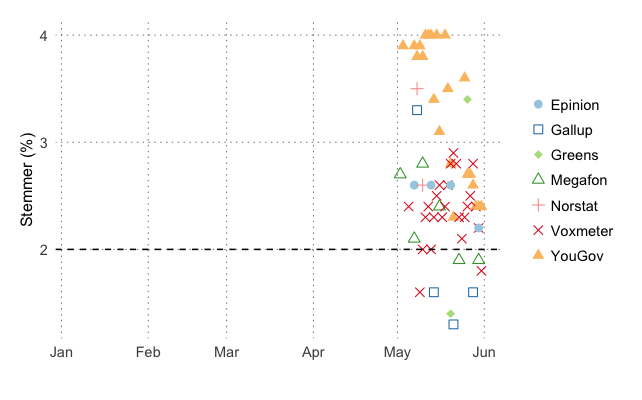 4
3
2
Stemmer (%)
Jan Feb Mar Apr May Jun
Epinion
Gallup
Greens
Megafon
Norstat
Voxmeter
YouGov